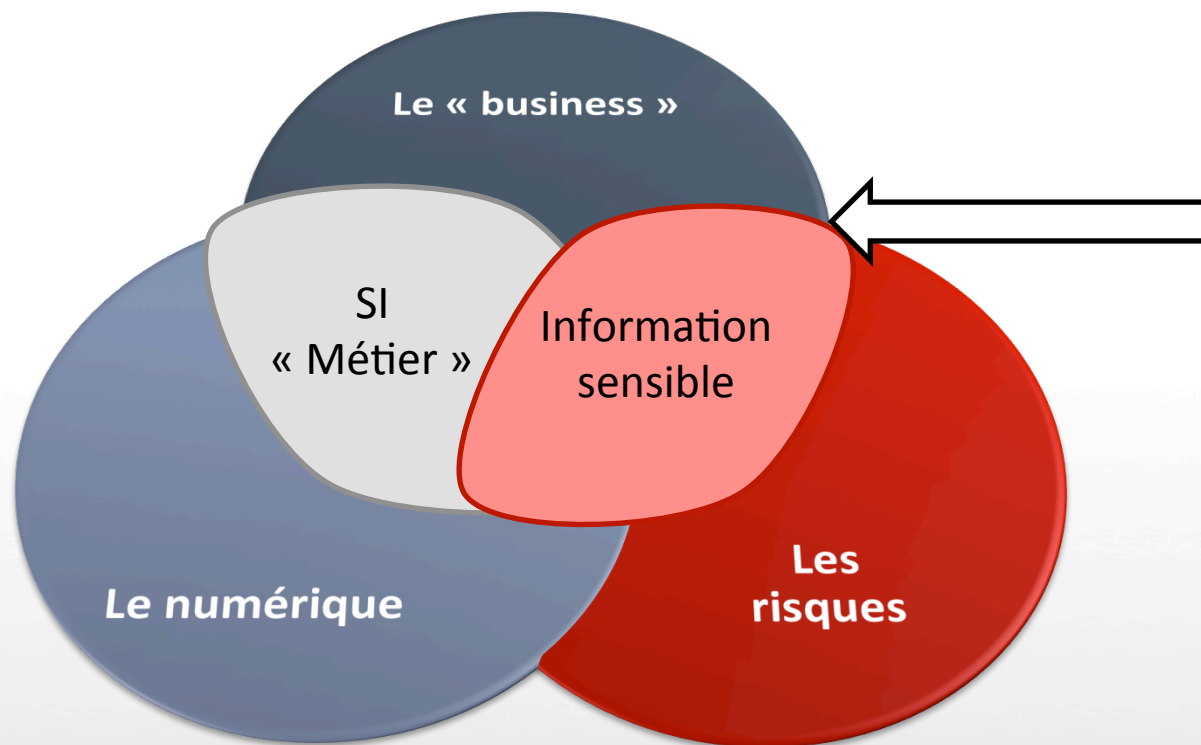 Le « business »
SI
« Métier »
Information
sensible
Le numérique
Les
risques